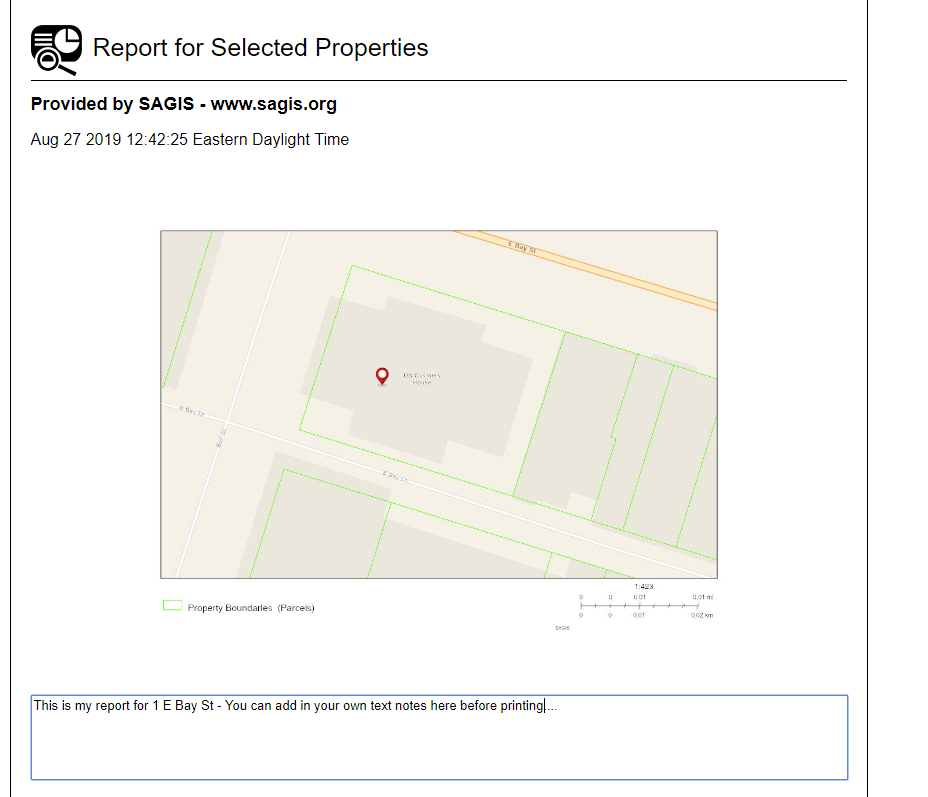 Report for Selected Properties
Provided by SAGIS - www.sagis.org
Aug 27 2019 12:42:25 Eastern Daylight Time
E Bay St
US Customs
House
W Bay Ln
Bull St
E Bay Ln
1:423
0 0 0.01 0.01 mi
Property Boundaries (Parcels)
0 0 0.01 0.02 km
SAGIS
This is my report for 1 E Bay St - You can add in your own text notes here before printing...